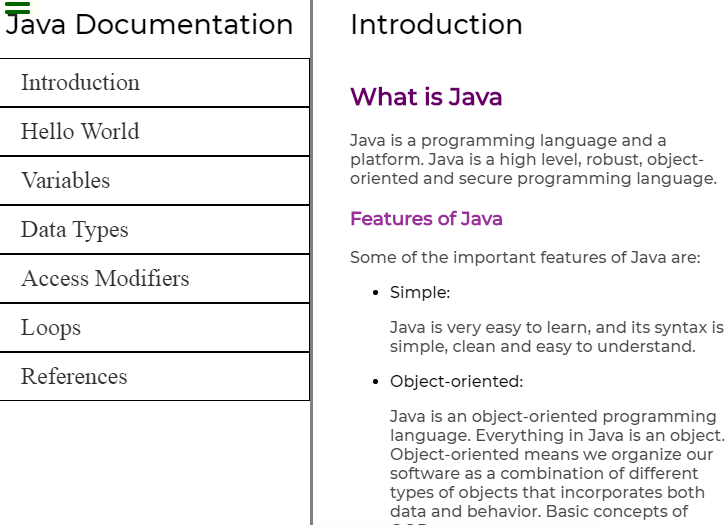 Java Documentation
Introduction
Hello World
Variables
Data Types
Access Modifiers
Loops
References
Introduction
What is Java
Java is a programming language and a
platform. Java is a high level, robust, object-
oriented and secure programming language.
Features of Java
Some of the important features of Java are:
• Simple:
Java is very easy to learn, and its syntax is
simple, clean and easy to understand.
• Object-oriented:
Java is an object-oriented programming
language. Everything in Java is an object.
Object-oriented means we organize our
software as a combination of different
types of objects that incorporates both
data and behavior. Basic concepts of